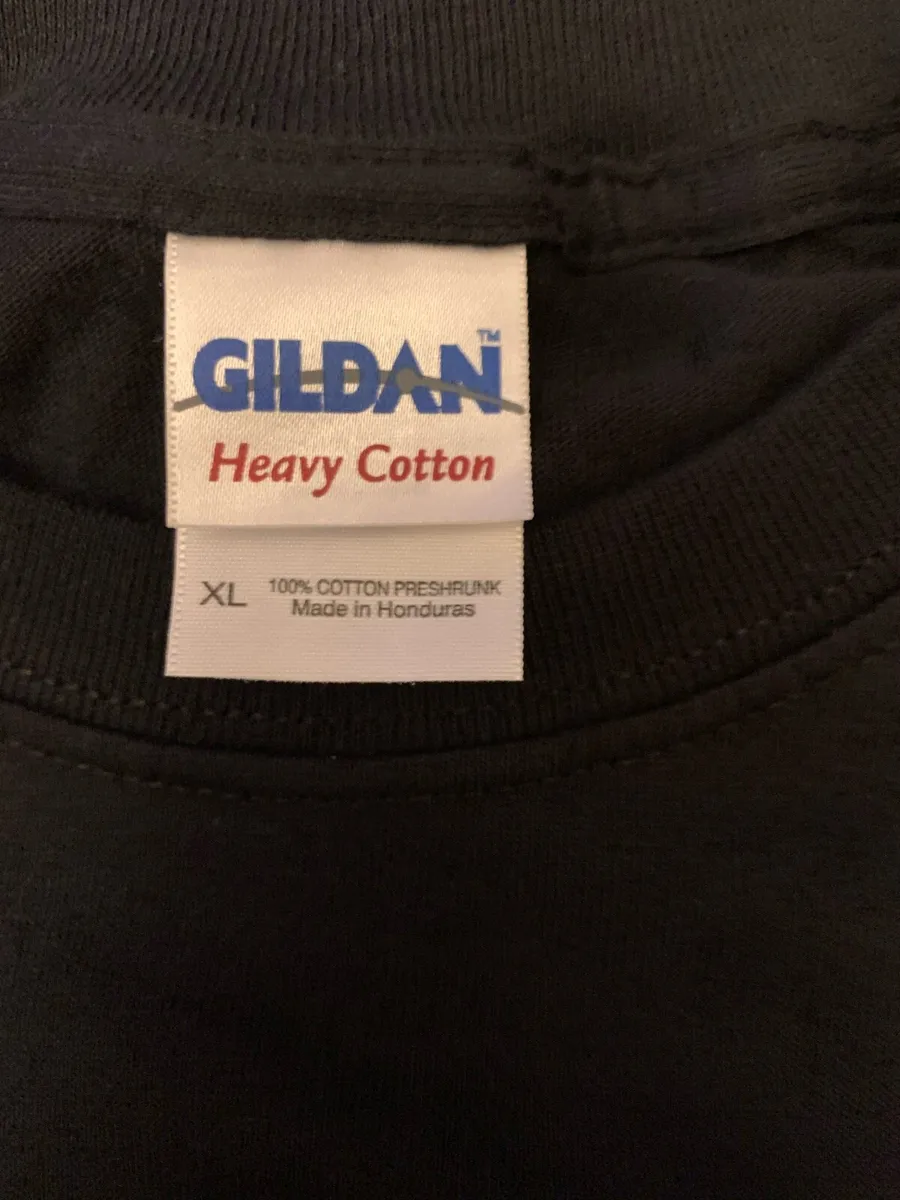 GILDAN™
Heavy Cotton
XL 100% COTTON PRESHRUNK
Made in Honduras